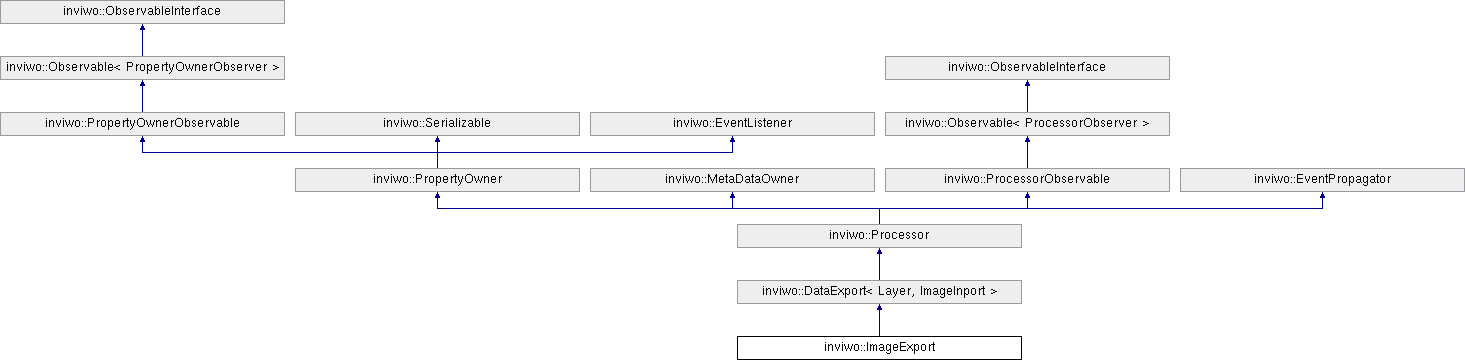 inviwo::ObservableInterface
inviwo::Observable< PropertyOwnerObserver >
inviwo::ObservableInterface
inviwo::PropertyOwnerObservable
inviwo::Serializable
inviwo::EventListener
inviwo::Observable< ProcessorObserver >
inviwo::PropertyOwner
inviwo::MetaDataOwner
inviwo::ProcessorObservable
inviwo::EventPropagator
inviwo::Processor
inviwo::DataExport< Layer, ImageInport >
inviwo::ImageExport